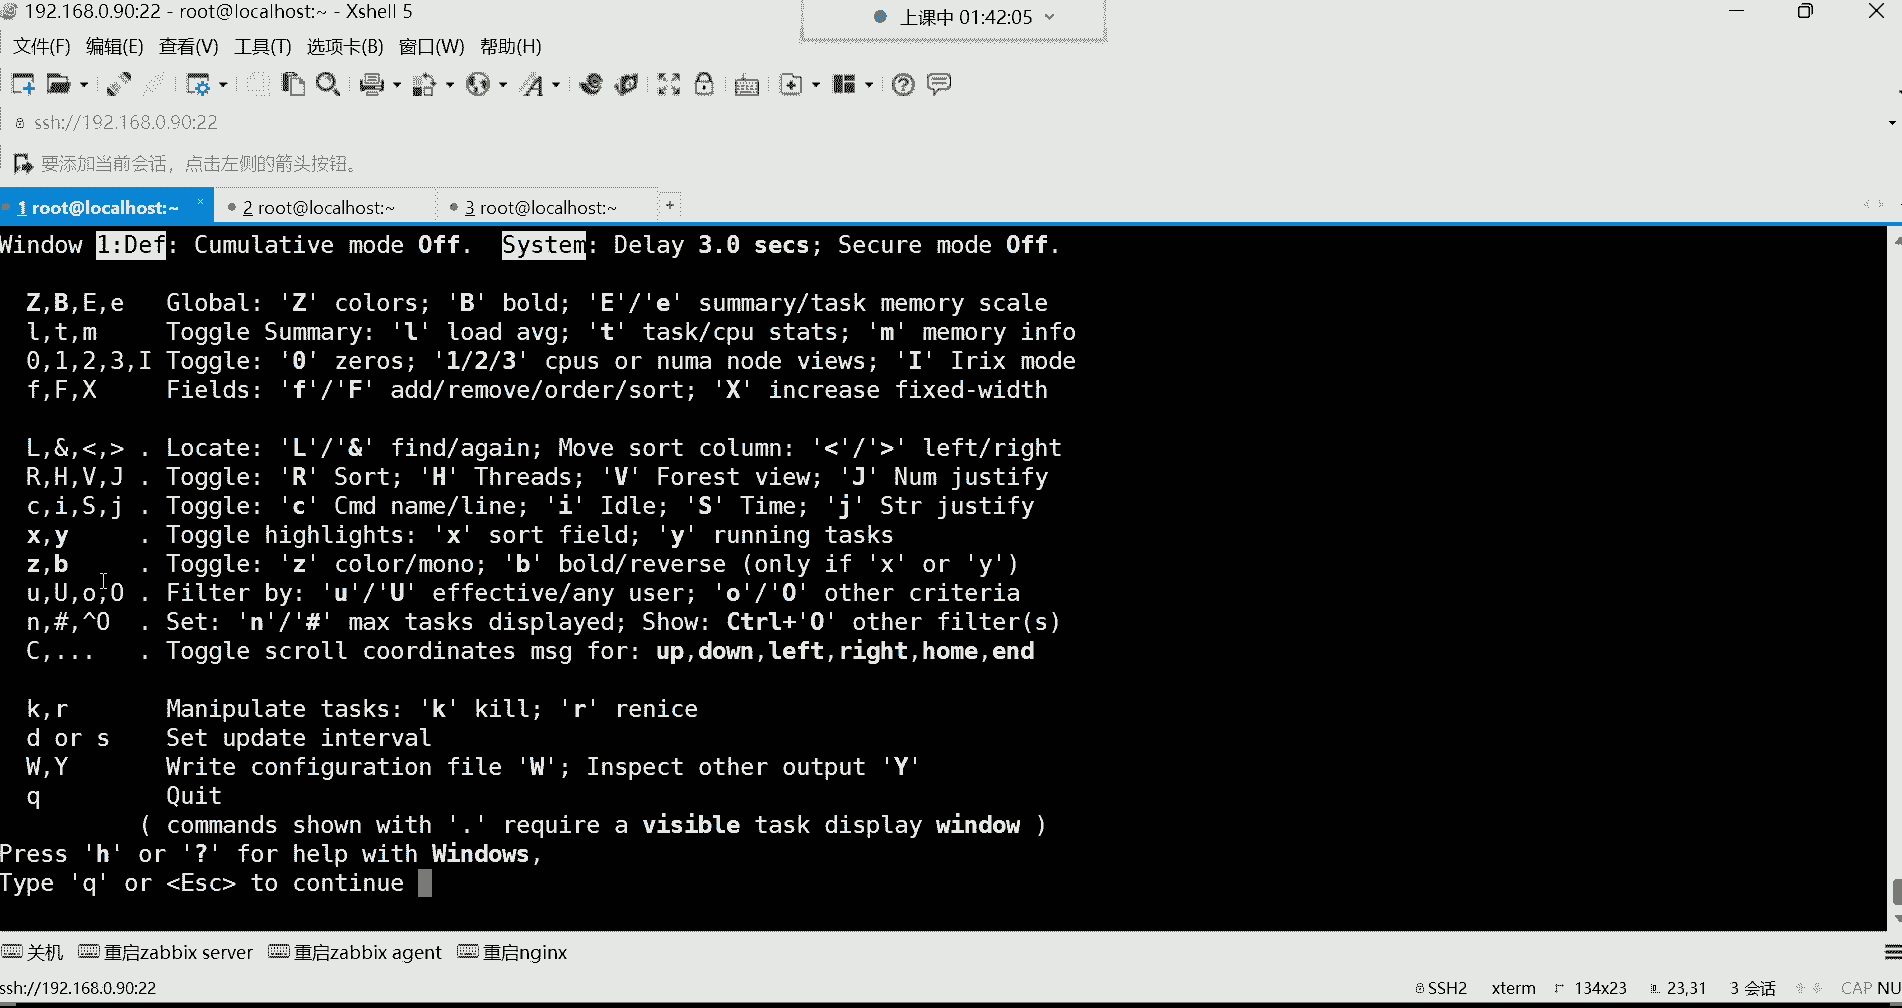 192.168.0.90:22 - root@localhost:~ - Xshell 5
上课中 01:42:05
文件(F) 编辑(E) 查看(V) 工具(T) 选项卡(B) 窗口(W) 帮助(H)
ssh://192.168.0.90:22
要添加当前会话，点击左侧的箭头按钮。
1 root@localhost:~ × 2 root@localhost:~ 3 root@localhost:~ +
Window 1:Def: Cumulative mode Off.  System: Delay 3.0 secs; Secure mode Off.
Z,B,E,e   Global: 'Z' colors; 'B' bold; 'E'/'e' summary/task memory scale
l,t,m     Toggle Summary: 'l' load avg; 't' task/cpu stats; 'm' memory info
0,1,2,3,I Toggle: '0' zeros; '1/2/3' cpus or numa node views; 'I' Irix mode
f,F,X     Fields: 'f'/'F' add/remove/order/sort; 'X' increase fixed-width
L,&,<,> . Locate: 'L'/'&' find/again; Move sort column: '<'/'>' left/right
R,H,V,J . Toggle: 'R' Sort; 'H' Threads; 'V' Forest view; 'J' Num justify
c,i,S,j . Toggle: 'c' Cmd name/line; 'i' Idle; 'S' Time; 'j' Str justify
x,y     . Toggle highlights: 'x' sort field; 'y' running tasks
z,b     . Toggle: 'z' color/mono; 'b' bold/reverse (only if 'x' or 'y')
u,U,o,O . Filter by: 'u'/'U' effective/any user; 'o'/'O' other criteria
n,#,^O  . Set: 'n'/'#' max tasks displayed; Show: Ctrl+'O' other filter(s)
C,...   . Toggle scroll coordinates msg for: up,down,left,right,home,end
k,r       Manipulate tasks: 'k' kill; 'r' renice
d or s    Set update interval
W,Y       Write configuration file 'W'; Inspect other output 'Y'
q         Quit
( commands shown with '.' require a visible task display window )
Press 'h' or '?' for help with Windows,
Type 'q' or <Esc> to continue
关机 重启zabbix server 重启zabbix agent 重启nginx
ssh://192.168.0.90:22 SSH2 xterm 134x23 23,31 3 会话 CAP NU